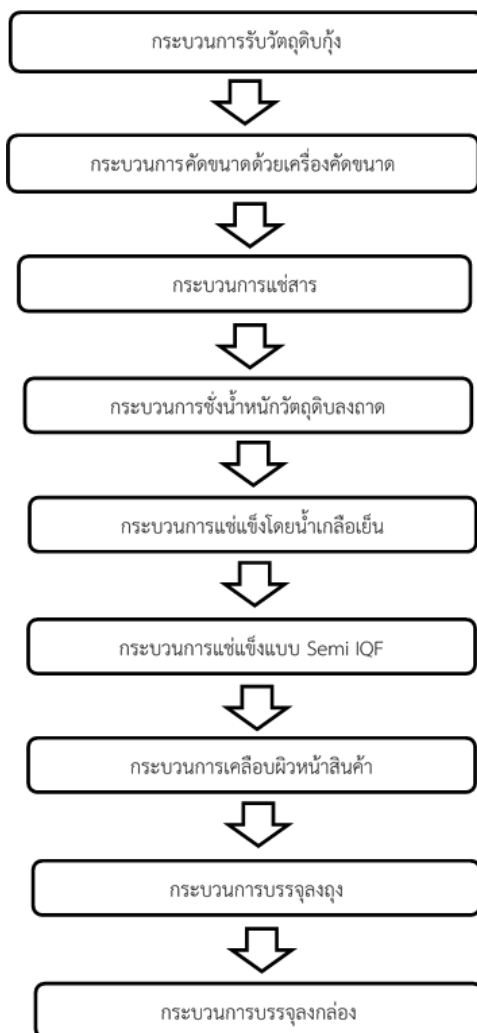 กระบวนการรับวัตถุดิบกุ้ง
กระบวนการคัดขนาดด้วยเครื่องคัดขนาด
กระบวนการแช่สาร
กระบวนการชั่งน้ำหนักวัตถุดิบลงถาด
กระบวนการแช่แข็งโดยน้ำเกลือเย็น
กระบวนการแช่แข็งแบบ Semi IQF
กระบวนการเคลือบผิวหน้าสินค้า
กระบวนการบรรจุลงถุง
กระบวนการบรรจุลงกล่อง